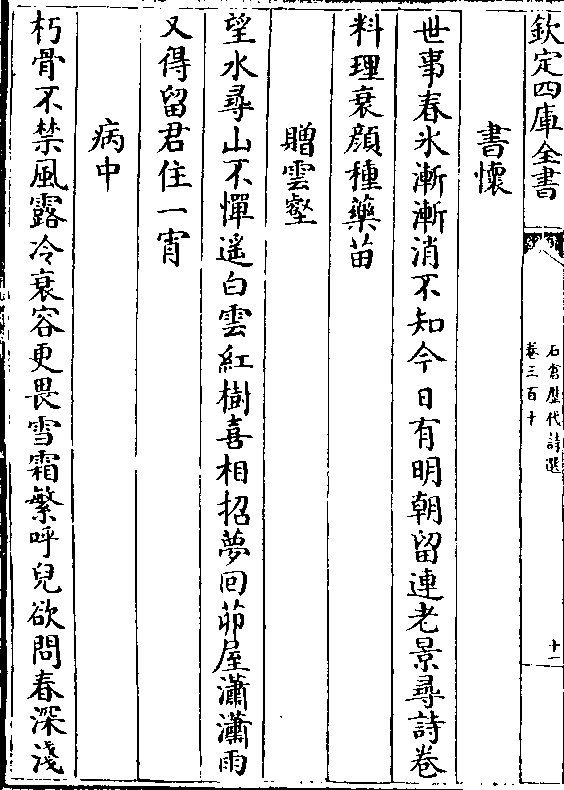 欽定四庫全書
石倉歷代詩選
卷三百十
十一
書懷
世事春氷漸漸消不知今日有明朝留連老景尋詩卷
料理衰顔種藥苗
贈雲壑
望水尋山不憚遥白雲紅樹喜相招夢回茆屋瀟瀟雨
又得留君住一宵
病中
朽骨不禁風露冷衰容更畏雪霜繁呼兒欲問春深淺